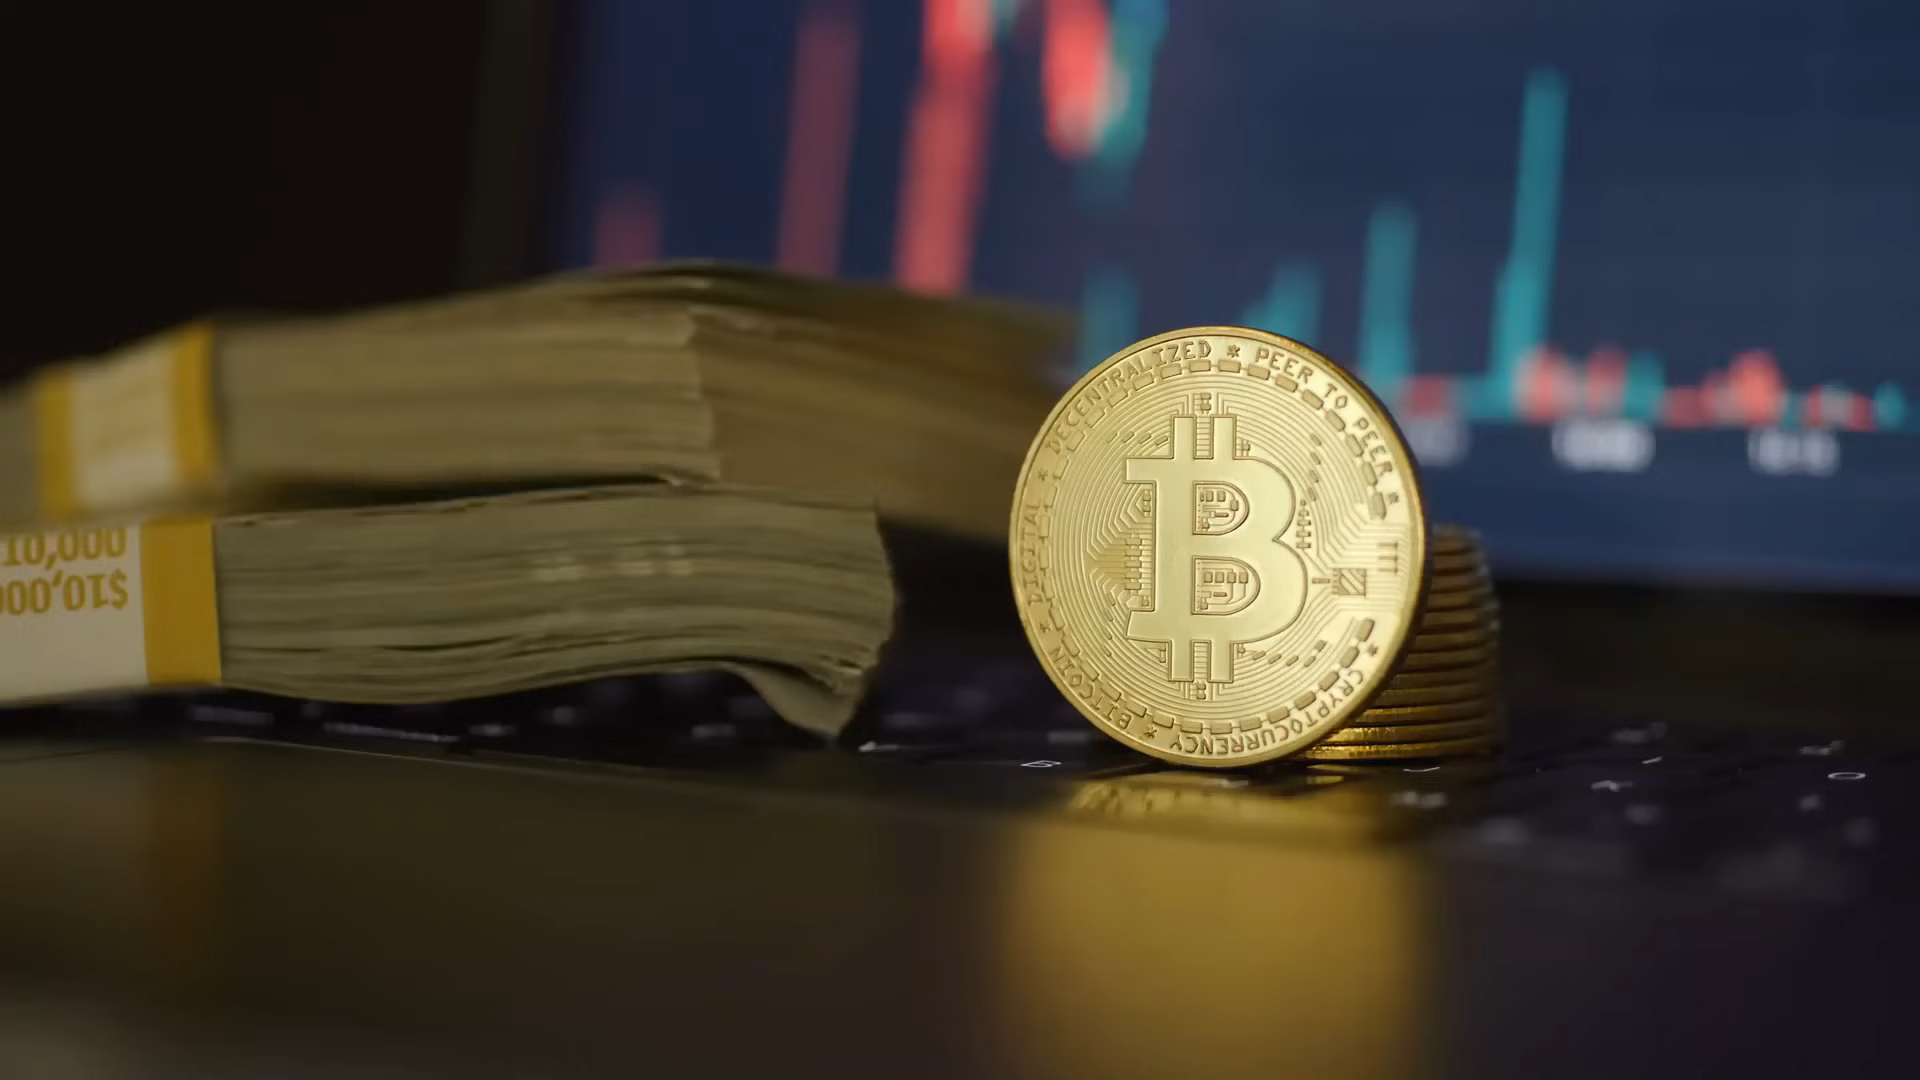 10,000
$10,000
DIGITAL * DECENTRALIZED * PEER TO PEER *
BITCOIN * CRYPTOCURRENCY *
B